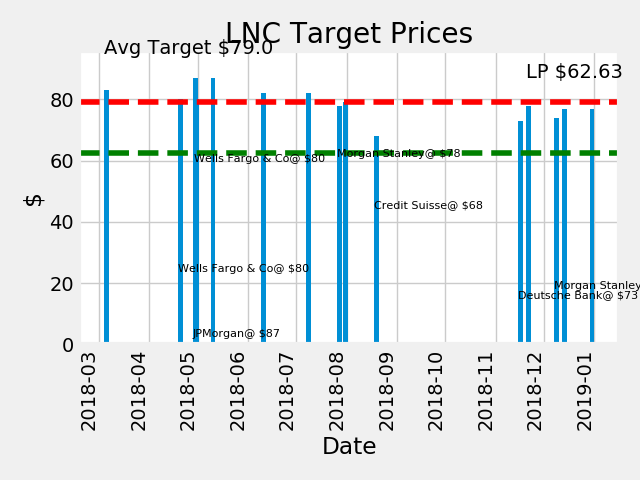 LNC Target Prices
Avg Target $79.0
LP $62.63
80
60
40
20
0
$
Wells Fargo & Co@ $80
Morgan Stanley@ $78
Credit Suisse@ $68
Wells Fargo & Co@ $80
Morgan Stanley
Deutsche Bank@ $73
JPMorgan@ $87
2018-03
2018-04
2018-05
2018-06
2018-07
2018-08
2018-09
2018-10
2018-11
2018-12
2019-01
Date